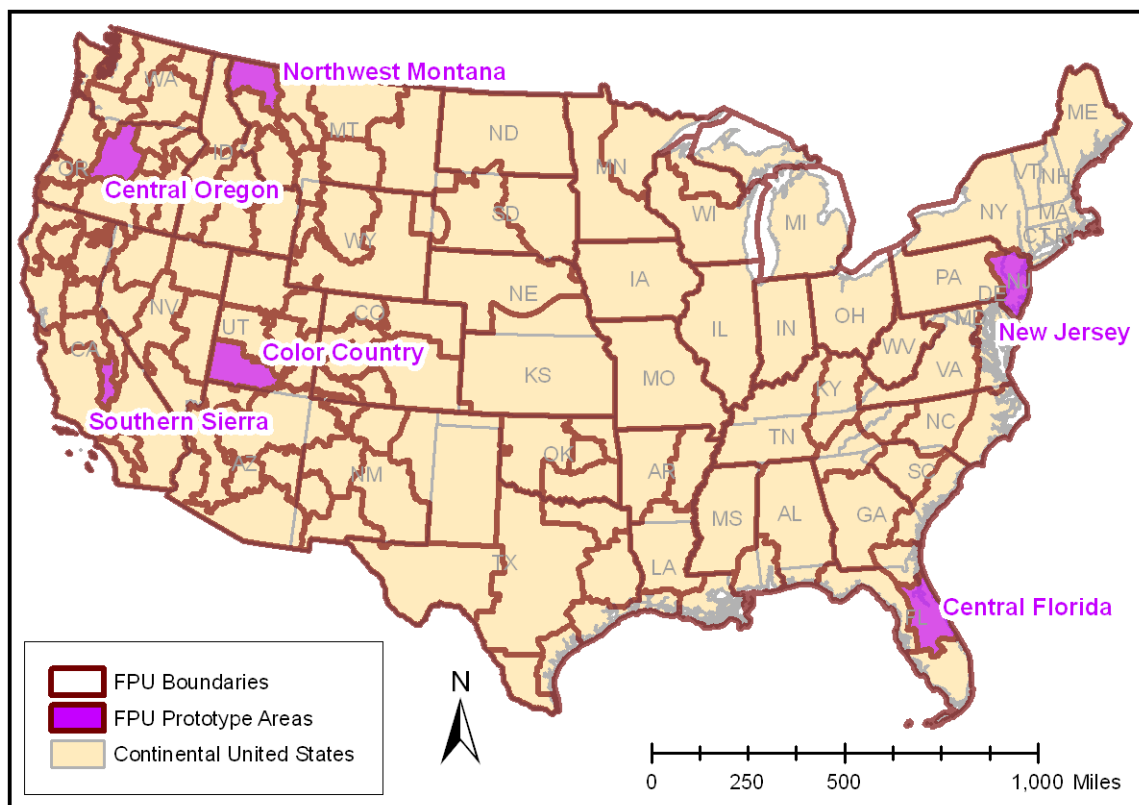 Northwest Montana
WA
MT
ND
ME
MN
VT
NH
OR
ID
Central Oregon
SD
WI
NY
MA
MI
CT
RI
WY
IA
PA
NJ
NE
DE
NV
CO
IL
IN
OH
MD
New Jersey
UT
Color Country
WV
CA
KS
MO
VA
KY
Southern Sierra
NC
TN
AZ
NM
OK
AR
SC
MS
AL
GA
TX
LA
Central Florida
FL
FPU Boundaries
FPU Prototype Areas
Continental United States
N
0 250 500 1,000 Miles